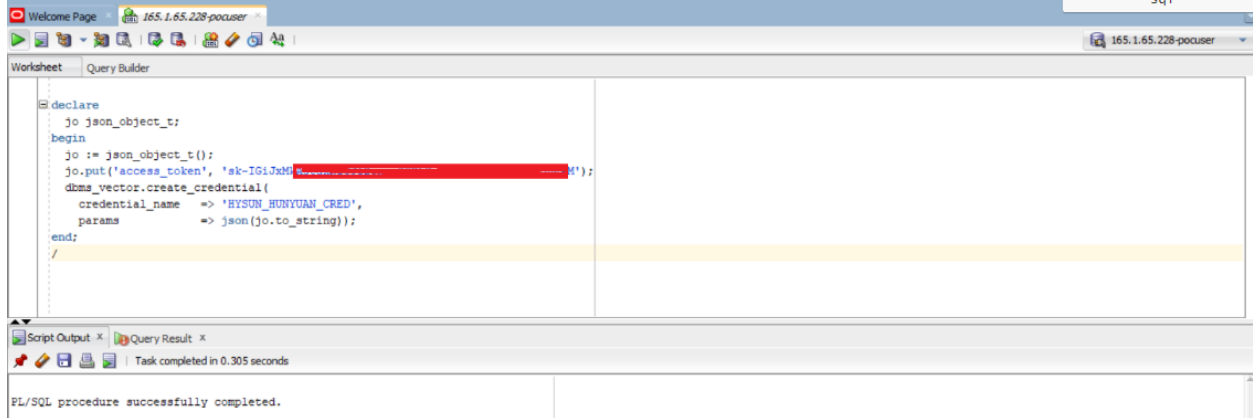 sql
Welcome Page
165.1.65.228-pocuser
165.1.65.228-pocuser
Worksheet Query Builder
declare
jo json_object_t;
begin
jo := json_object_t();
jo.put('access_token', 'sk-IGiJxM M');
dbms_vector.create_credential(
credential_name => 'HYSUN_HUNYUAN_CRED',
params => json(jo.to_string));
end;
/
Script Output x Query Result x
Task completed in 0.305 seconds
PL/SQL procedure successfully completed.